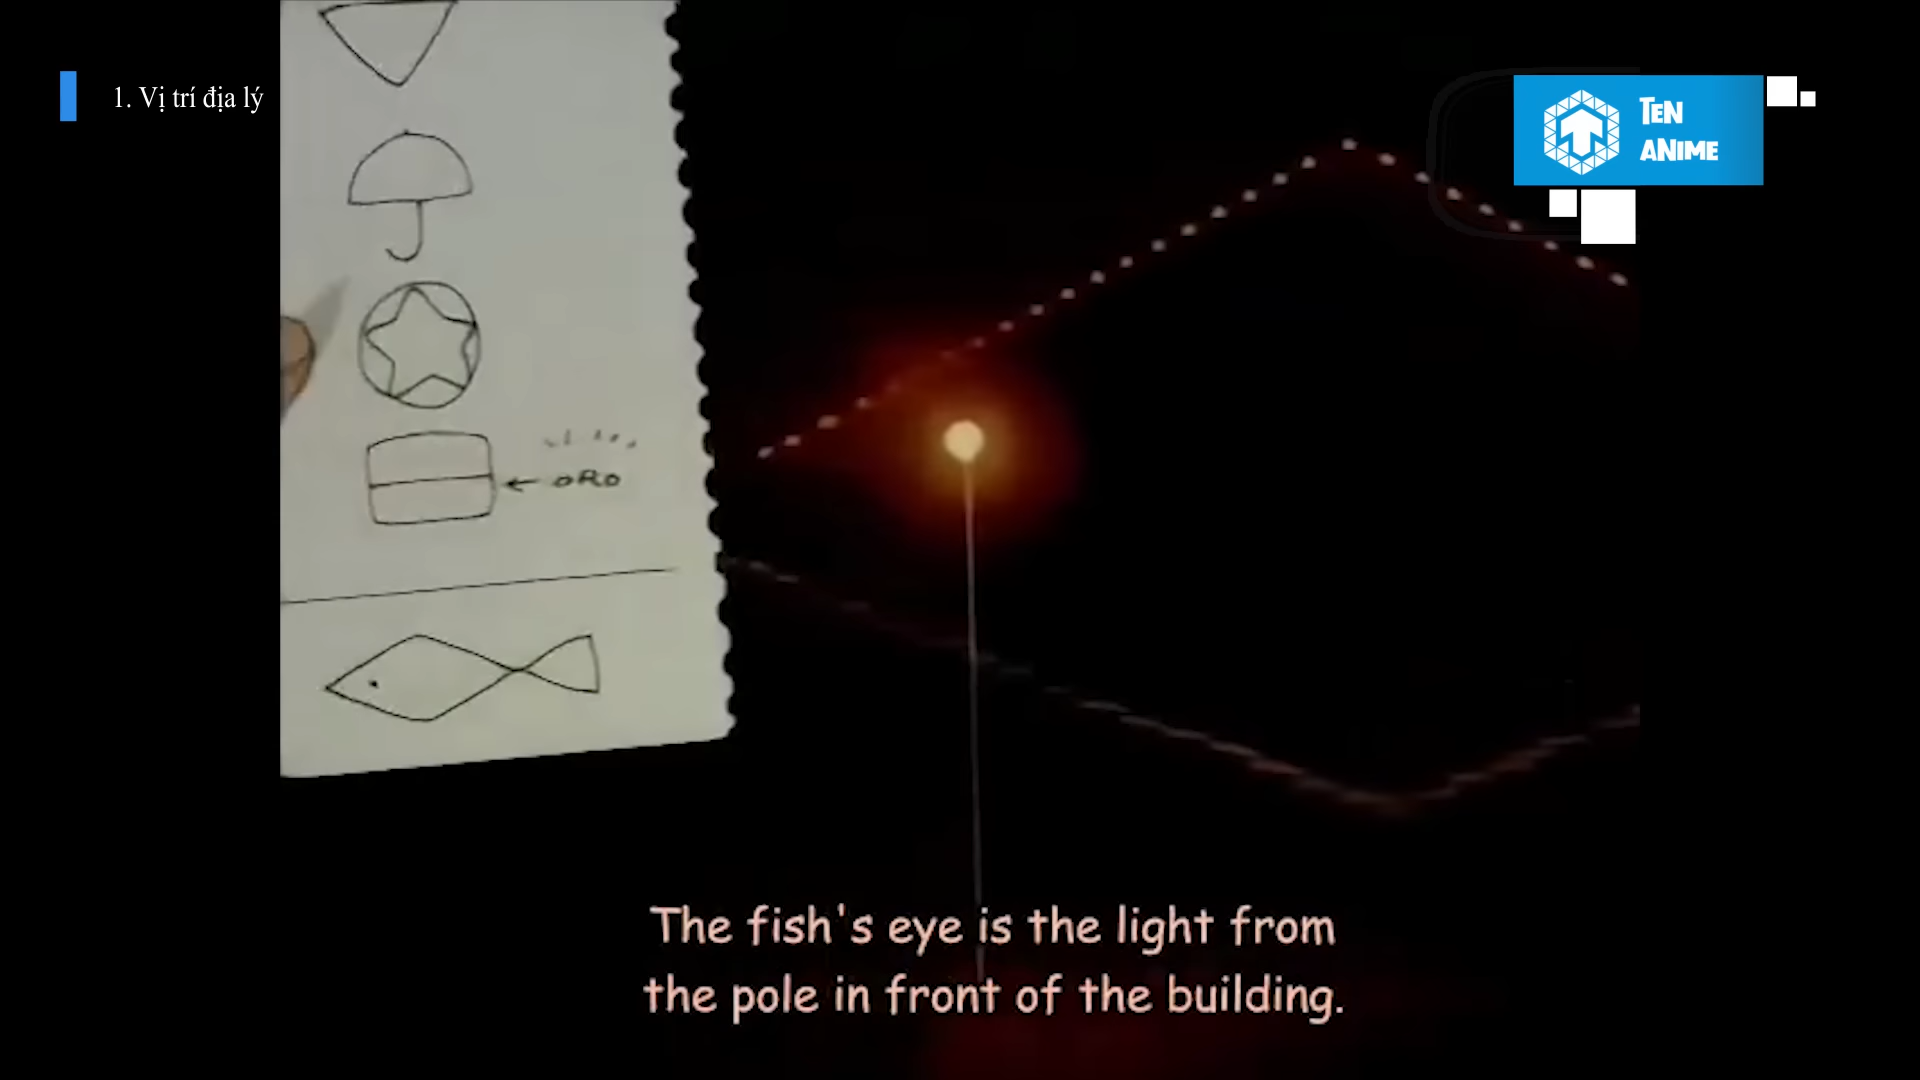 1. Vị trí địa lý
TEN
ANIME
← oRo
The fish's eye is the light from
the pole in front of the building.